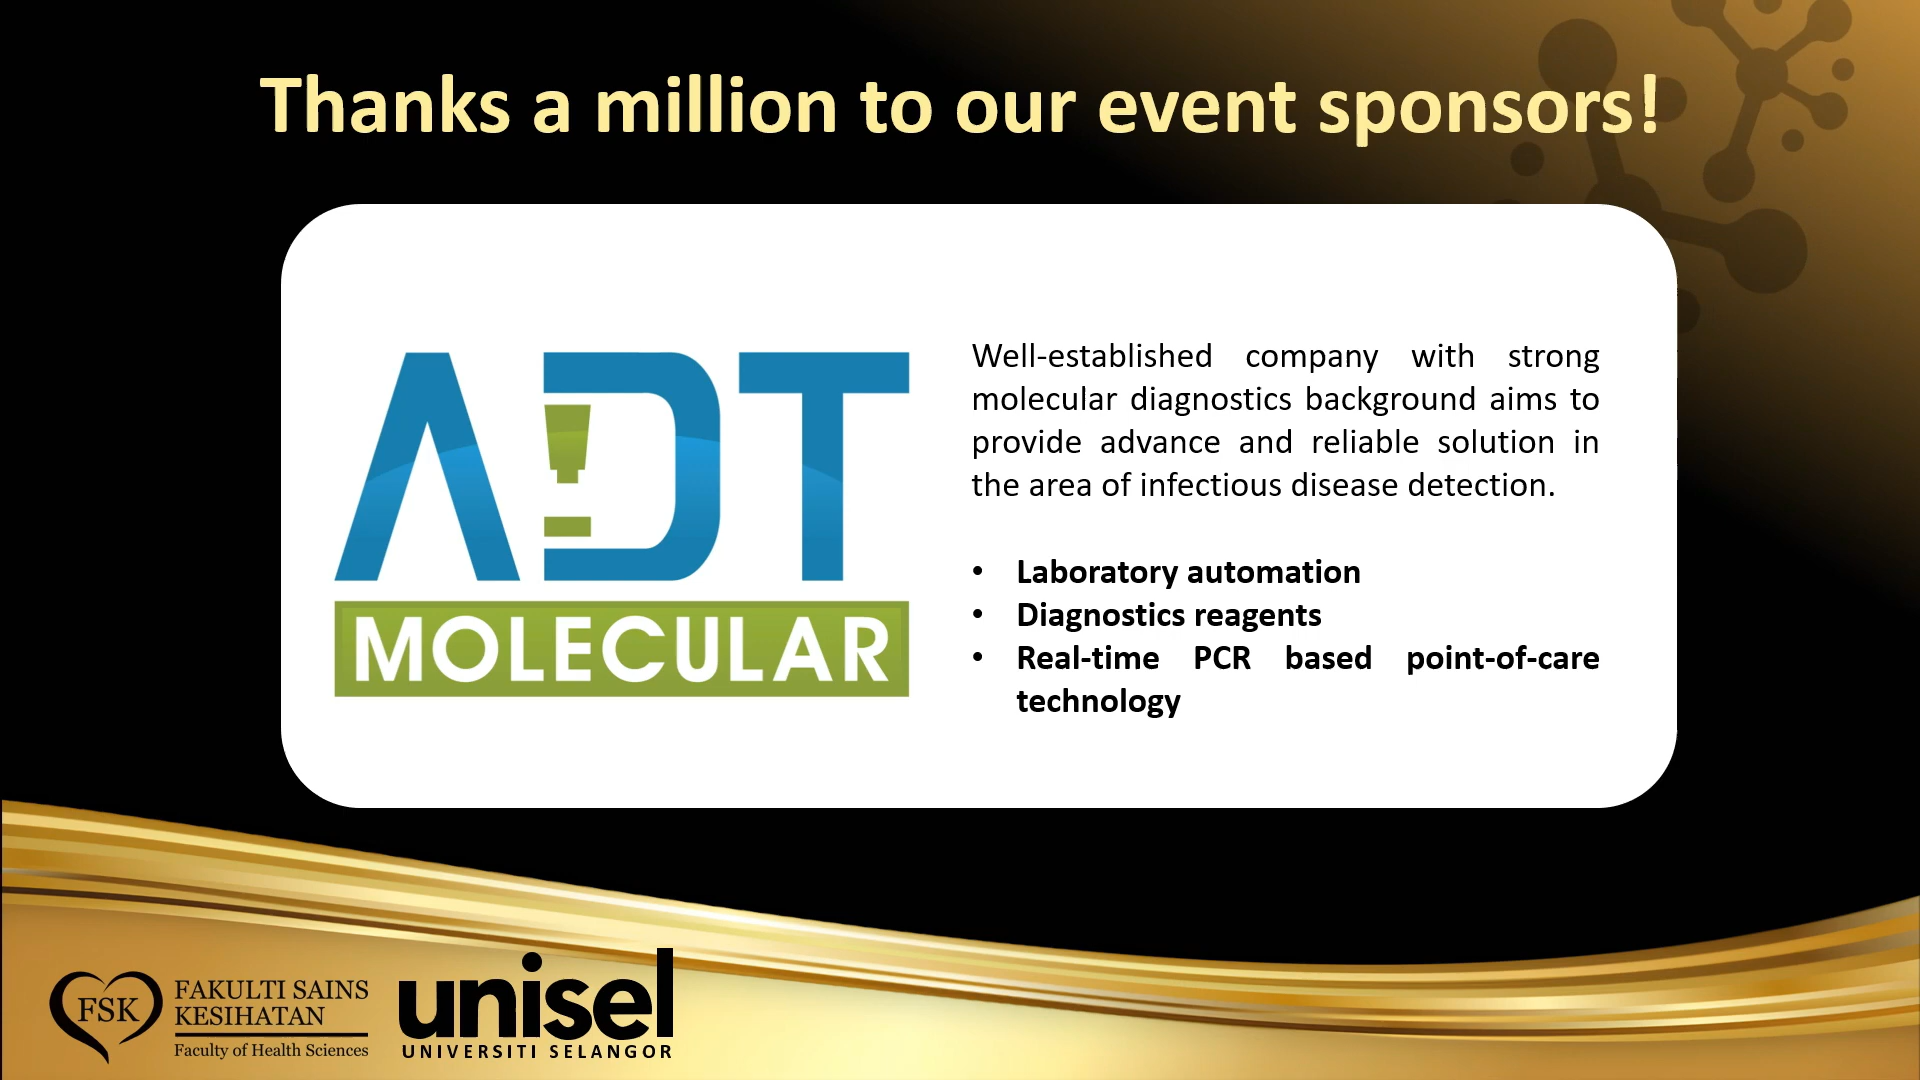 Thanks a million to our event sponsors!
ADT
MOLECULAR
Well-established company with strong
molecular diagnostics background aims to
provide advance and reliable solution in
the area of infectious disease detection.
• Laboratory automation
• Diagnostics reagents
• Real-time PCR based point-of-care
technology
FSK
FAKULTI SAINS
KESIHATAN
Faculty of Health Sciences
unisel
UNIVERSITI SELANGOR